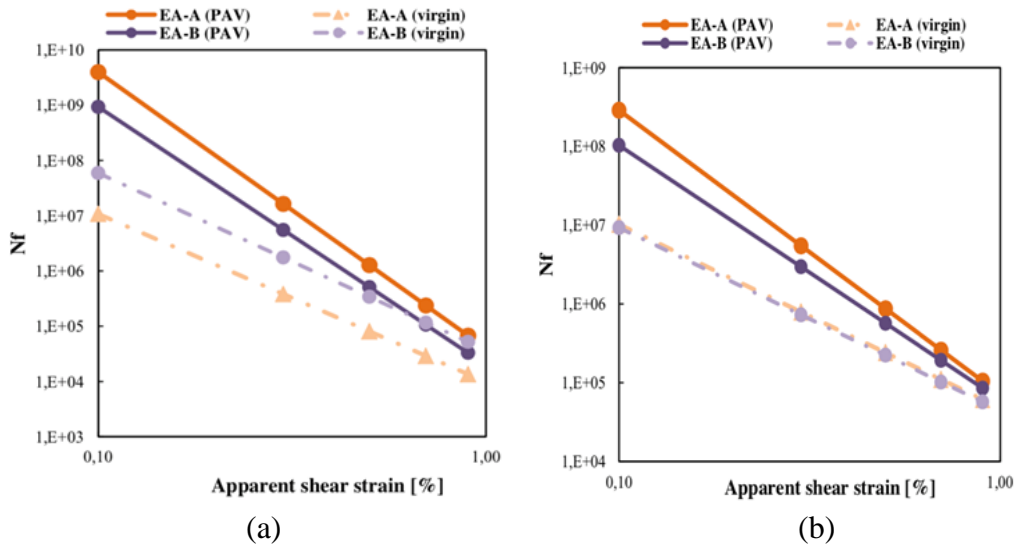 EA-A (PAV) EA-A (virgin)
EA-B (PAV) EA-B (virgin)
1,E+10
1,E+09
1,E+08
1,E+07
1,E+06
1,E+05
1,E+04
1,E+03
Nf
0,10 1,00
Apparent shear strain [%]
(a)
EA-A (PAV) EA-A (virgin)
EA-B (PAV) EA-B (virgin)
1,E+09
1,E+08
1,E+07
1,E+06
1,E+05
1,E+04
Nf
0,10 1,00
Apparent shear strain [%]
(b)